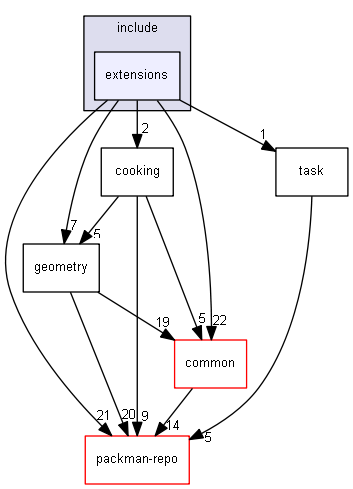 include
extensions
2
1
cooking
task
7
5
geometry
19
5
22
common
21
20
9
14
5
packman-repo